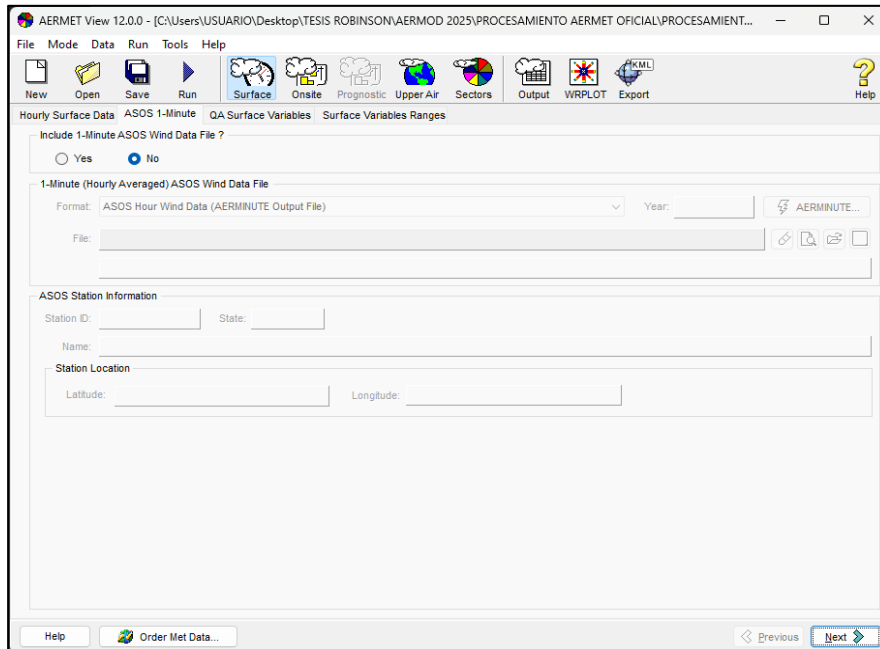 AERMET View 12.0.0 - [C:\Users\USUARIO\Desktop\TESIS ROBINSON\AERMOD 2025\PROCESAMIENTO AERMET OFICIAL\PROCESAMIENT...
File Mode Data Run Tools Help
New Open Save Run Surface Onsite Prognostic Upper Air Sectors Output WRPLOT KML Export Help
Hourly Surface Data ASOS 1-Minute QA Surface Variables Surface Variables Ranges
Include 1-Minute ASOS Wind Data File ?
Yes No
1-Minute (Hourly Averaged) ASOS Wind Data File
Format: ASOS Hour Wind Data (AERMINUTE Output File) Year: AERMINUTE...
File:
ASOS Station Information
Station ID: State:
Name:
Station Location
Latitude: Longitude:
Help Order Met Data... Previous Next